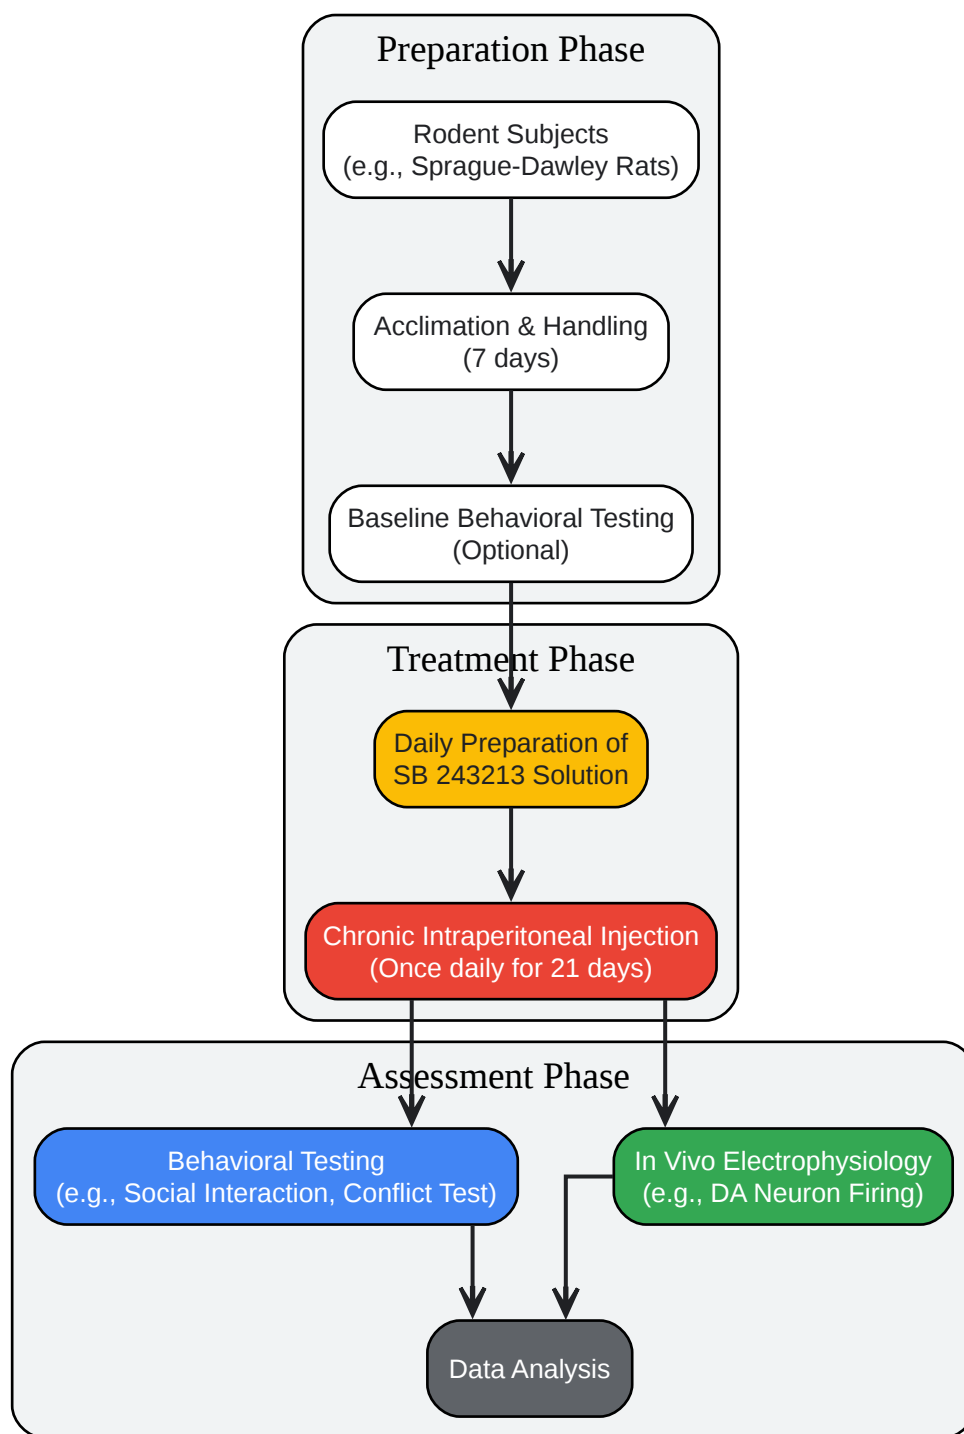 Preparation Phase
Rodent Subjects
(e.g., Sprague-Dawley Rats)
Acclimation & Handling
(7 days)
Baseline Behavioral Testing
(Optional)
Treatment Phase
Daily Preparation of
SB 243213 Solution
Chronic Intraperitoneal Injection
(Once daily for 21 days)
Assessment Phase
Behavioral Testing
(e.g., Social Interaction, Conflict Test)
In Vivo Electrophysiology
(e.g., DA Neuron Firing)
Data Analysis